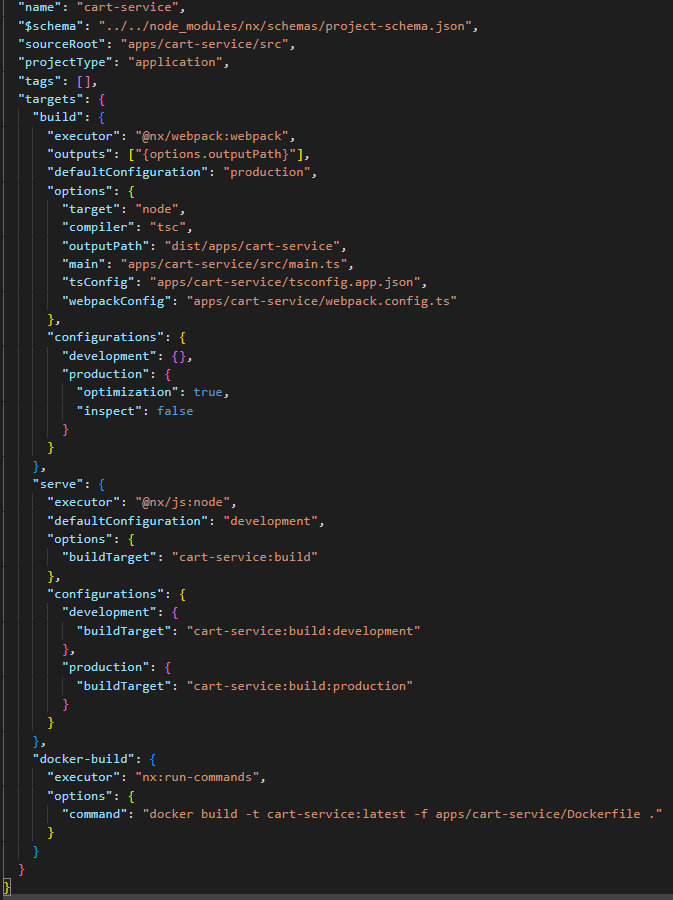 "name": "cart-service",
"$schema": "../../node_modules/nx/schemas/project-schema.json",
"sourceRoot": "apps/cart-service/src",
"projectType": "application",
"tags": [],
"targets": {
"build": {
"executor": "@nx/webpack:webpack",
"outputs": ["{options.outputPath}"],
"defaultConfiguration": "production",
"options": {
"target": "node",
"compiler": "tsc",
"outputPath": "dist/apps/cart-service",
"main": "apps/cart-service/src/main.ts",
"tsConfig": "apps/cart-service/tsconfig.app.json",
"webpackConfig": "apps/cart-service/webpack.config.ts"
},
"configurations": {
"development": {},
"production": {
"optimization": true,
"inspect": false
}
}
},
"serve": {
"executor": "@nx/js:node",
"defaultConfiguration": "development",
"options": {
"buildTarget": "cart-service:build"
},
"configurations": {
"development": {
"buildTarget": "cart-service:build:development"
},
"production": {
"buildTarget": "cart-service:build:production"
}
}
},
"docker-build": {
"executor": "nx:run-commands",
"options": {
"command": "docker build -t cart-service:latest -f apps/cart-service/Dockerfile ."
}
}
}
}